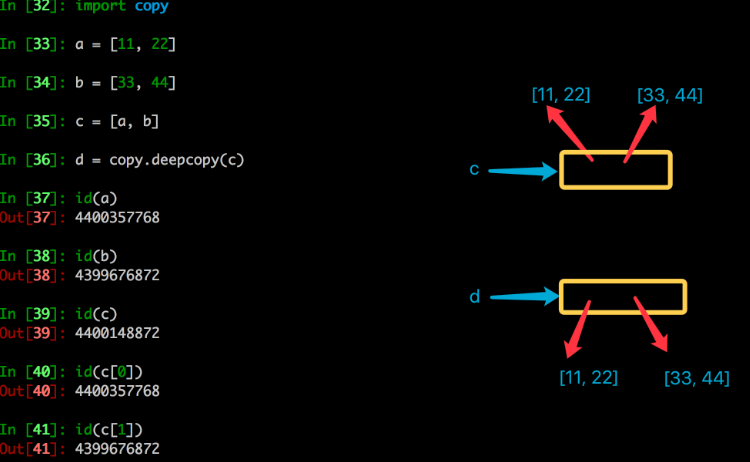 In [32]: import copy
In [33]: a = [11, 22]
In [34]: b = [33, 44]
In [35]: c = [a, b]
In [36]: d = copy.deepcopy(c)
In [37]: id(a)
Out[37]: 4400357768
In [38]: id(b)
Out[38]: 4399676872
In [39]: id(c)
Out[39]: 4400148872
In [40]: id(c[0])
Out[40]: 4400357768
In [41]: id(c[1])
Out[41]: 4399676872
[11, 22] [33, 44]
c
d
[11, 22] [33, 44]